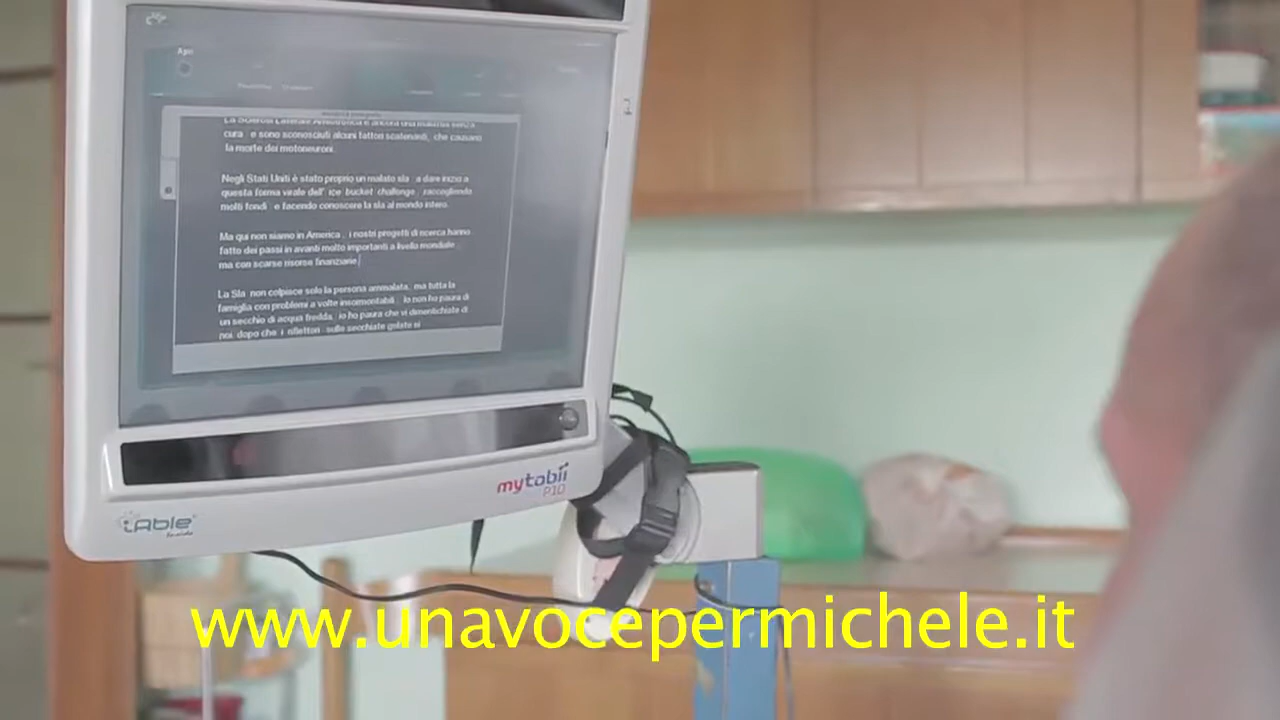 Apri
La Sclerosi Laterale Amiotrofica è ancora una malattia senza
cura e sono sconosciuti alcuni fattori scatenanti, che causano
la morte dei motoneuroni.
Negli Stati Uniti è stato proprio un malato sla a dare inizio a
questa forma virale dell' ice bucket challenge, raccogliendo
molti fondi e facendo conoscere la sla al mondo intero.
Ma qui non siamo in America, i nostri progetti di ricerca hanno
fatto dei passi in avanti molto importanti a livello mondiale
ma con scarse risorse finanziarie
La Sla non colpisce solo la persona ammalata, ma tutta la
famiglia con problemi a volte insormontabili, io non ho paura di
un secchio di acqua fredda, io ho paura che vi dimentichiate di
noi, dopo che i riflettori sulle secchiate gelate si
mytobii
P10
iAble
www.unavocepermichele.it